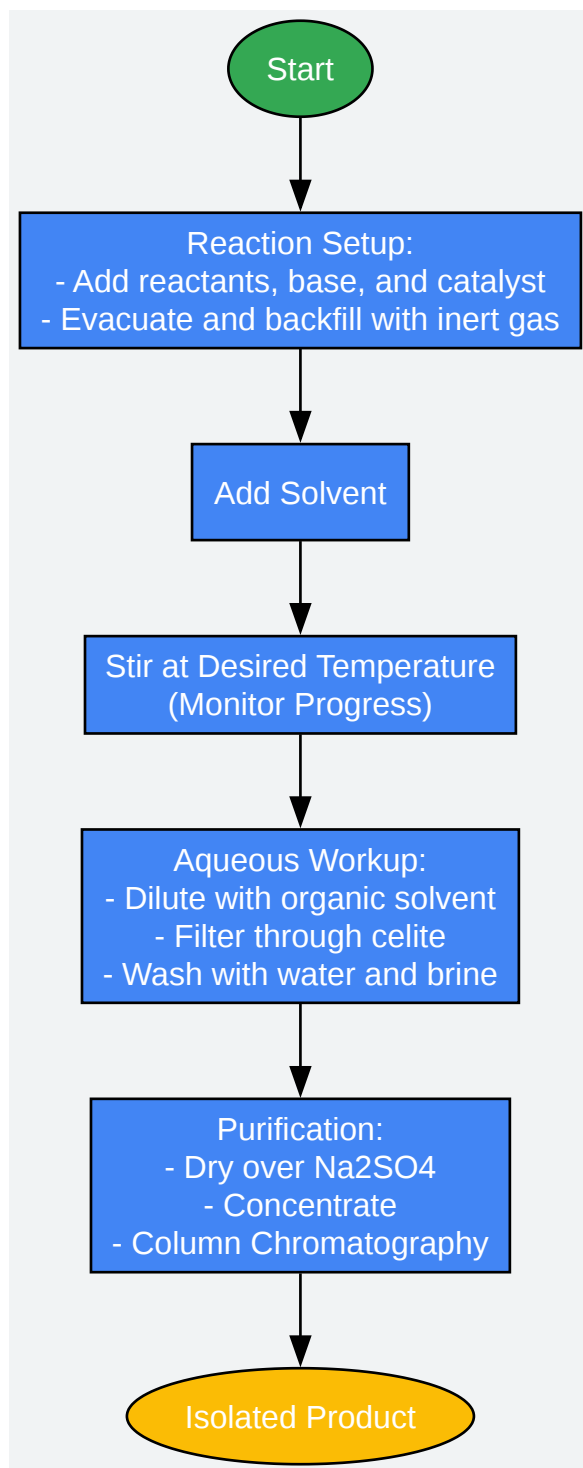 Start
Reaction Setup:
- Add reactants, base, and catalyst
- Evacuate and backfill with inert gas
Add Solvent
Stir at Desired Temperature
(Monitor Progress)
Aqueous Workup:
- Dilute with organic solvent
- Filter through celite
- Wash with water and brine
Purification:
- Dry over Na2SO4
- Concentrate
- Column Chromatography
Isolated Product